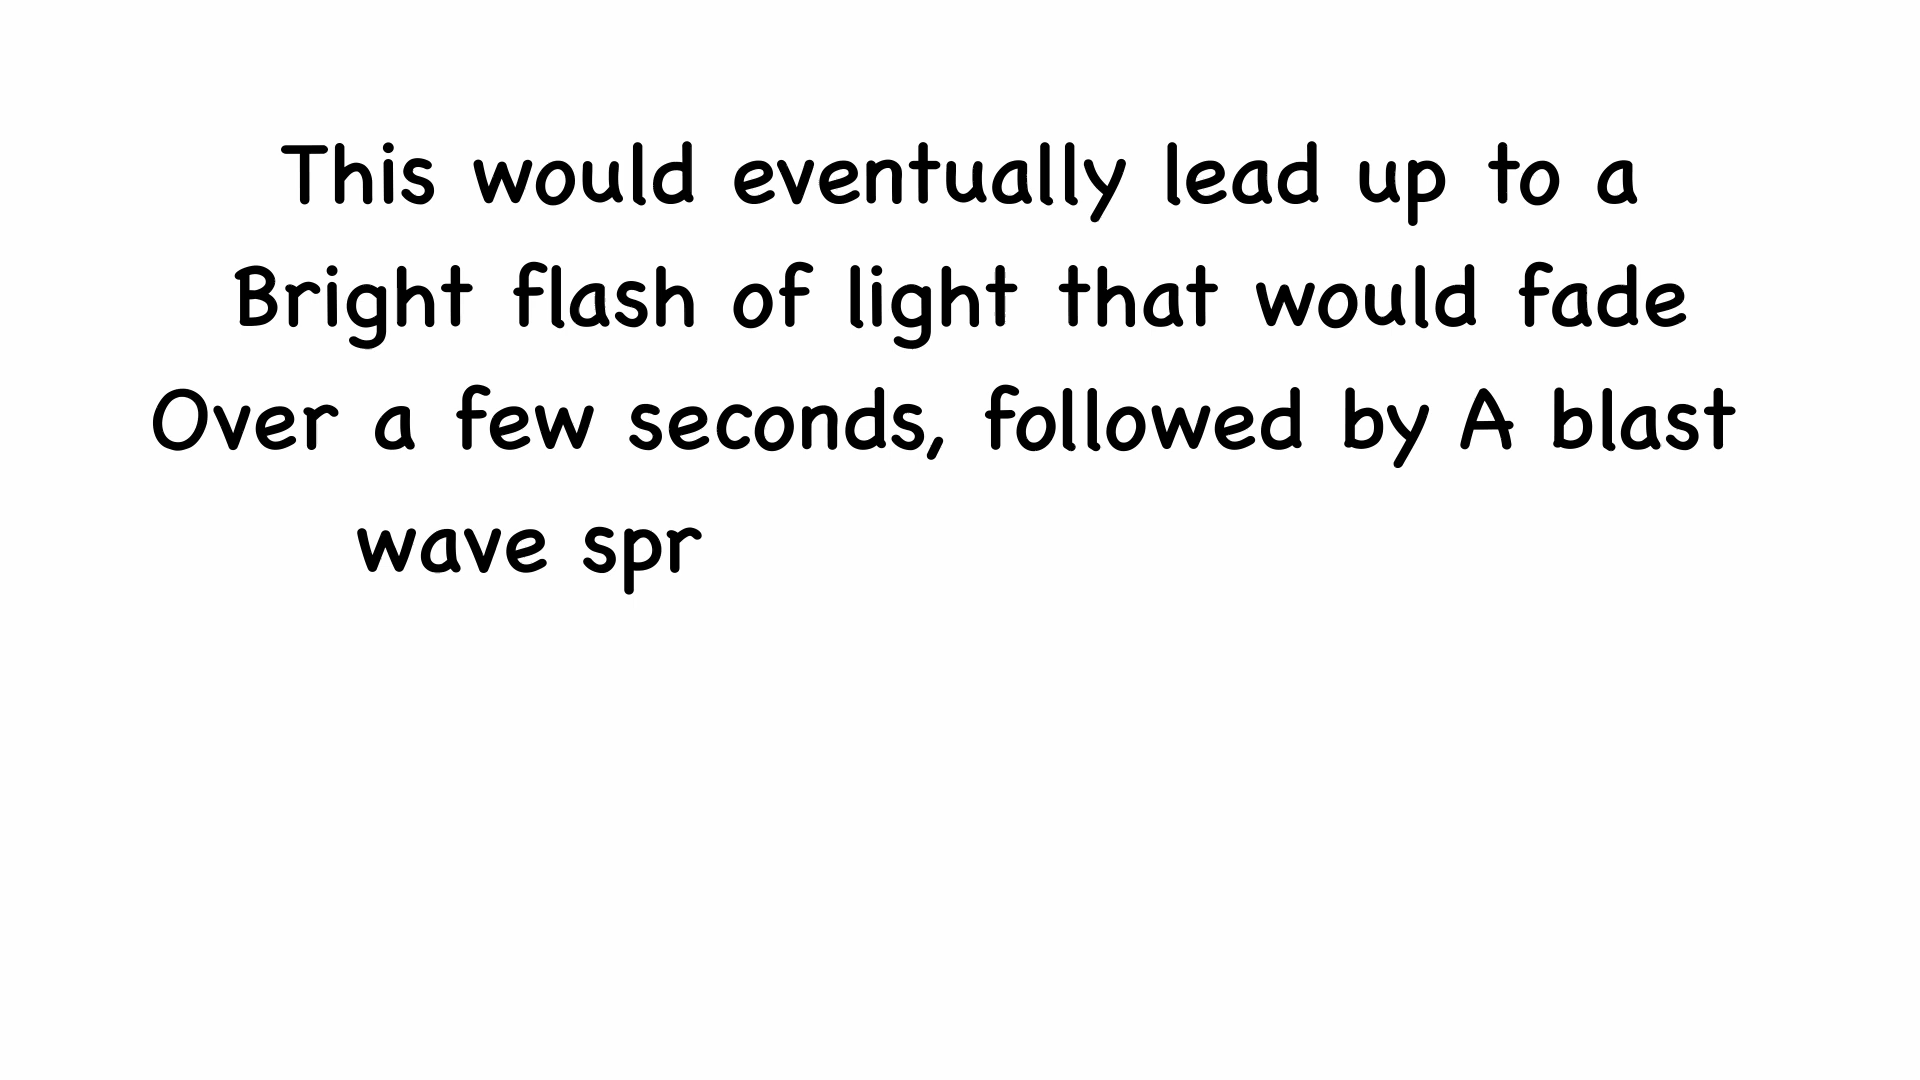 This would eventually lead up to a
Bright flash of light that would fade
Over a few seconds, followed by A blast
wave spr